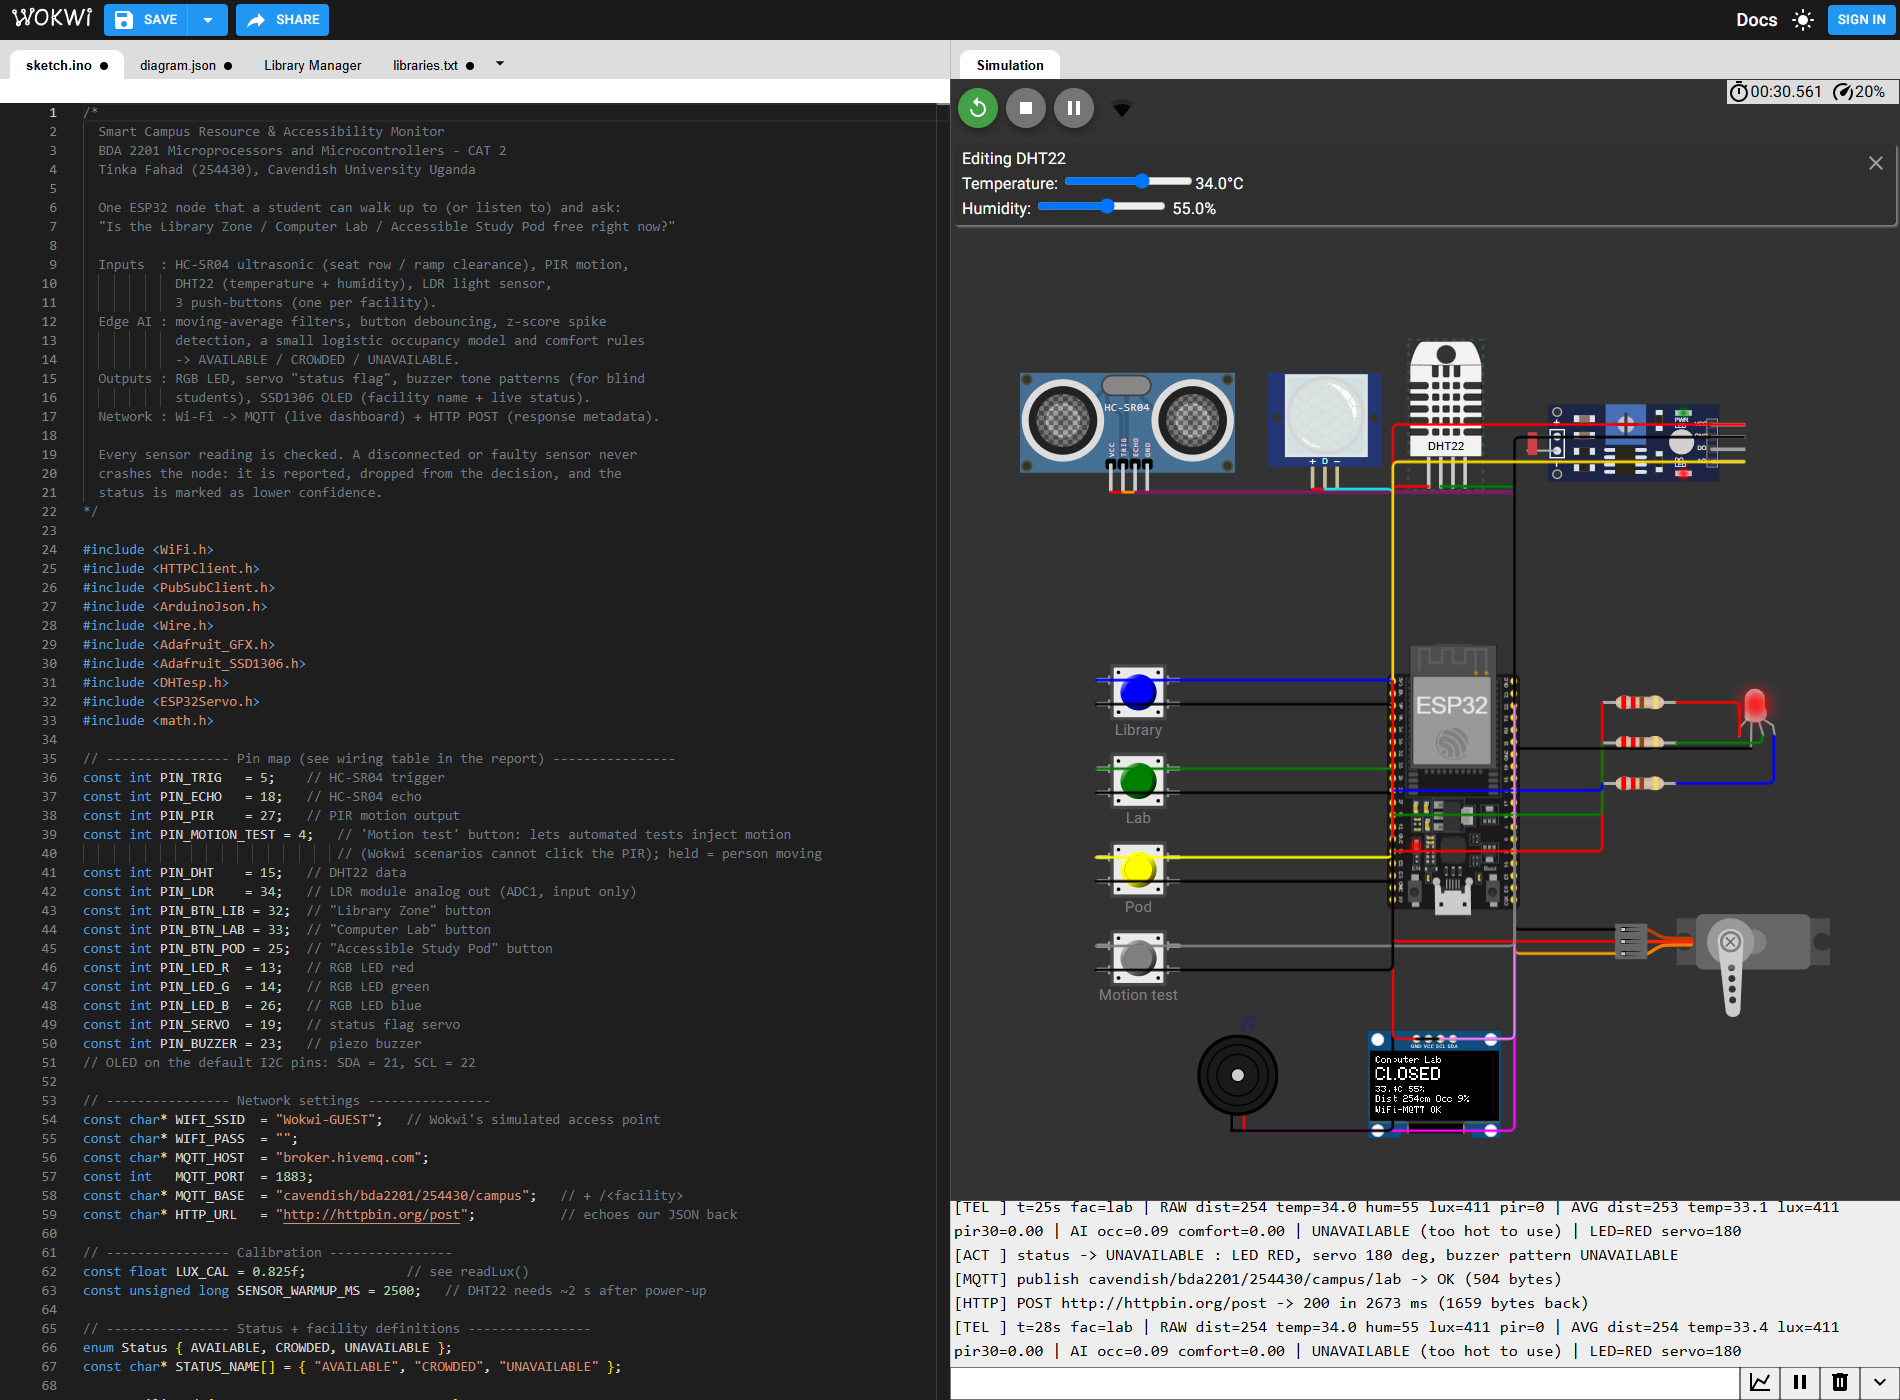 WOKWI
SAVE
SHARE
Docs
SIGN IN
sketch.ino
diagram.json
Library Manager
libraries.txt
Simulation
1 /*
2 Smart Campus Resource & Accessibility Monitor
3 BDA 2201 Microprocessors and Microcontrollers - CAT 2
4 Tinka Fahad (254430), Cavendish University Uganda
5
6 One ESP32 node that a student can walk up to (or listen to) and ask:
7 "Is the Library Zone / Computer Lab / Accessible Study Pod free right now?"
8
9 Inputs : HC-SR04 ultrasonic (seat row / ramp clearance), PIR motion,
10 DHT22 (temperature + humidity), LDR light sensor,
11 3 push-buttons (one per facility).
12 Edge AI : moving-average filters, button debouncing, z-score spike
13 detection, a small logistic occupancy model and comfort rules
14 -> AVAILABLE / CROWDED / UNAVAILABLE.
15 Outputs : RGB LED, servo "status flag", buzzer tone patterns (for blind
16 students), SSD1306 OLED (facility name + live status).
17 Network : Wi-Fi -> MQTT (live dashboard) + HTTP POST (response metadata).
18
19 Every sensor reading is checked. A disconnected or faulty sensor never
20 crashes the node: it is reported, dropped from the decision, and the
21 status is marked as lower confidence.
22 */
23
24 #include <WiFi.h>
25 #include <HTTPClient.h>
26 #include <PubSubClient.h>
27 #include <ArduinoJson.h>
28 #include <Wire.h>
29 #include <Adafruit_GFX.h>
30 #include <Adafruit_SSD1306.h>
31 #include <DHTesp.h>
32 #include <ESP32Servo.h>
33 #include <math.h>
34
35 // --------------- Pin map (see wiring table in the report) ----------------
36 const int PIN_TRIG = 5; // HC-SR04 trigger
37 const int PIN_ECHO = 18; // HC-SR04 echo
38 const int PIN_PIR = 27; // PIR motion output
39 const int PIN_MOTION_TEST = 4; // 'Motion test' button: lets automated tests inject motion
40 // (Wokwi scenarios cannot click the PIR); held = person moving
41 const int PIN_DHT = 15; // DHT22 data
42 const int PIN_LDR = 34; // LDR module analog out (ADC1, input only)
43 const int PIN_BTN_LIB = 32; // "Library Zone" button
44 const int PIN_BTN_LAB = 33; // "Computer Lab" button
45 const int PIN_BTN_POD = 25; // "Accessible Study Pod" button
46 const int PIN_LED_R = 13; // RGB LED red
47 const int PIN_LED_G = 14; // RGB LED green
48 const int PIN_LED_B = 26; // RGB LED blue
49 const int PIN_SERVO = 19; // status flag servo
50 const int PIN_BUZZER = 23; // piezo buzzer
51 // OLED on the default I2C pins: SDA = 21, SCL = 22
52
53 // --------------- Network settings ----------------
54 const char* WIFI_SSID = "Wokwi-GUEST"; // Wokwi's simulated access point
55 const char* WIFI_PASS = "";
56 const char* MQTT_HOST = "broker.hivemq.com";
57 const int MQTT_PORT = 1883;
58 const char* MQTT_BASE = "cavendish/bda2201/254430/campus"; // + /<facility>
59 const char* HTTP_URL = "http://httpbin.org/post"; // echoes our JSON back
60
61 // --------------- Calibration ----------------
62 const float LUX_CAL = 0.825f; // see readLux()
63 const unsigned long SENSOR_WARMUP_MS = 2500; // DHT22 needs ~2 s after power-up
64
65 // --------------- Status + facility definitions ----------------
66 enum Status { AVAILABLE, CROWDED, UNAVAILABLE };
67 const char* STATUS_NAME[] = { "AVAILABLE", "CROWDED", "UNAVAILABLE" };
68
00:30.561 20%
Editing DHT22
Temperature: 34.0°C
Humidity: 55.0%
HC-SR04
VCC TRIG ECHO GND
+ D -
DHT22
PWR
ESP32
Boot
Library
Lab
Pod
Motion test
GND VCC SCL SDA
Computer Lab
CLOSED
33.4C 55%
Dist 254cm Occ 9%
WiFi-MQTT OK
[TEL ] t=25s fac=lab | RAW dist=254 temp=34.0 hum=55 lux=411 pir=0 | AVG dist=253 temp=33.1 lux=411
pir30=0.00 | AI occ=0.09 comfort=0.00 | UNAVAILABLE (too hot to use) | LED=RED servo=180
[ACT ] status -> UNAVAILABLE : LED RED, servo 180 deg, buzzer pattern UNAVAILABLE
[MQTT] publish cavendish/bda2201/254430/campus/lab -> OK (504 bytes)
[HTTP] POST http://httpbin.org/post -> 200 in 2673 ms (1659 bytes back)
[TEL ] t=28s fac=lab | RAW dist=254 temp=34.0 hum=55 lux=411 pir=0 | AVG dist=254 temp=33.4 lux=411
pir30=0.00 | AI occ=0.09 comfort=0.00 | UNAVAILABLE (too hot to use) | LED=RED servo=180